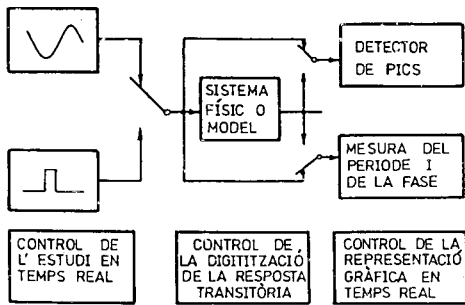 DETECTOR
DE PICS
SISTEMA
FÍSIC O
MODEL
MESURA DEL
PERIODE I
DE LA FASE
CONTROL DE
L' ESTUDI EN
TEMPS REAL
CONTROL DE
LA DIGITITZACIÓ
DE LA RESPOSTA
TRANSITÒRIA
CONTROL DE LA
REPRESENTACIÓ
GRÀFICA EN
TEMPS REAL